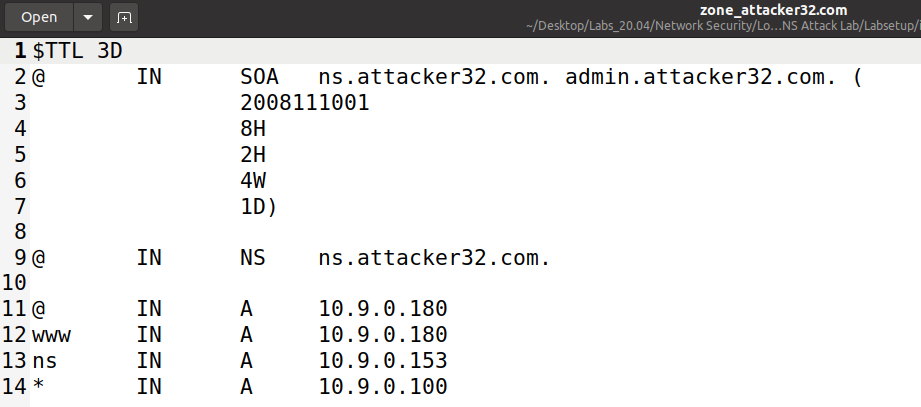 Open
zone_attacker32.com
~/Desktop/Labs_20.04/Network Security/Lo...NS Attack Lab/Labsetup/i
1 $TTL 3D
2 @ IN SOA ns.attacker32.com. admin.attacker32.com. (
3 2008111001
4 8H
5 2H
6 4W
7 1D)
8
9 @ IN NS ns.attacker32.com.
10
11 @ IN A 10.9.0.180
12 www IN A 10.9.0.180
13 ns IN A 10.9.0.153
14 * IN A 10.9.0.100